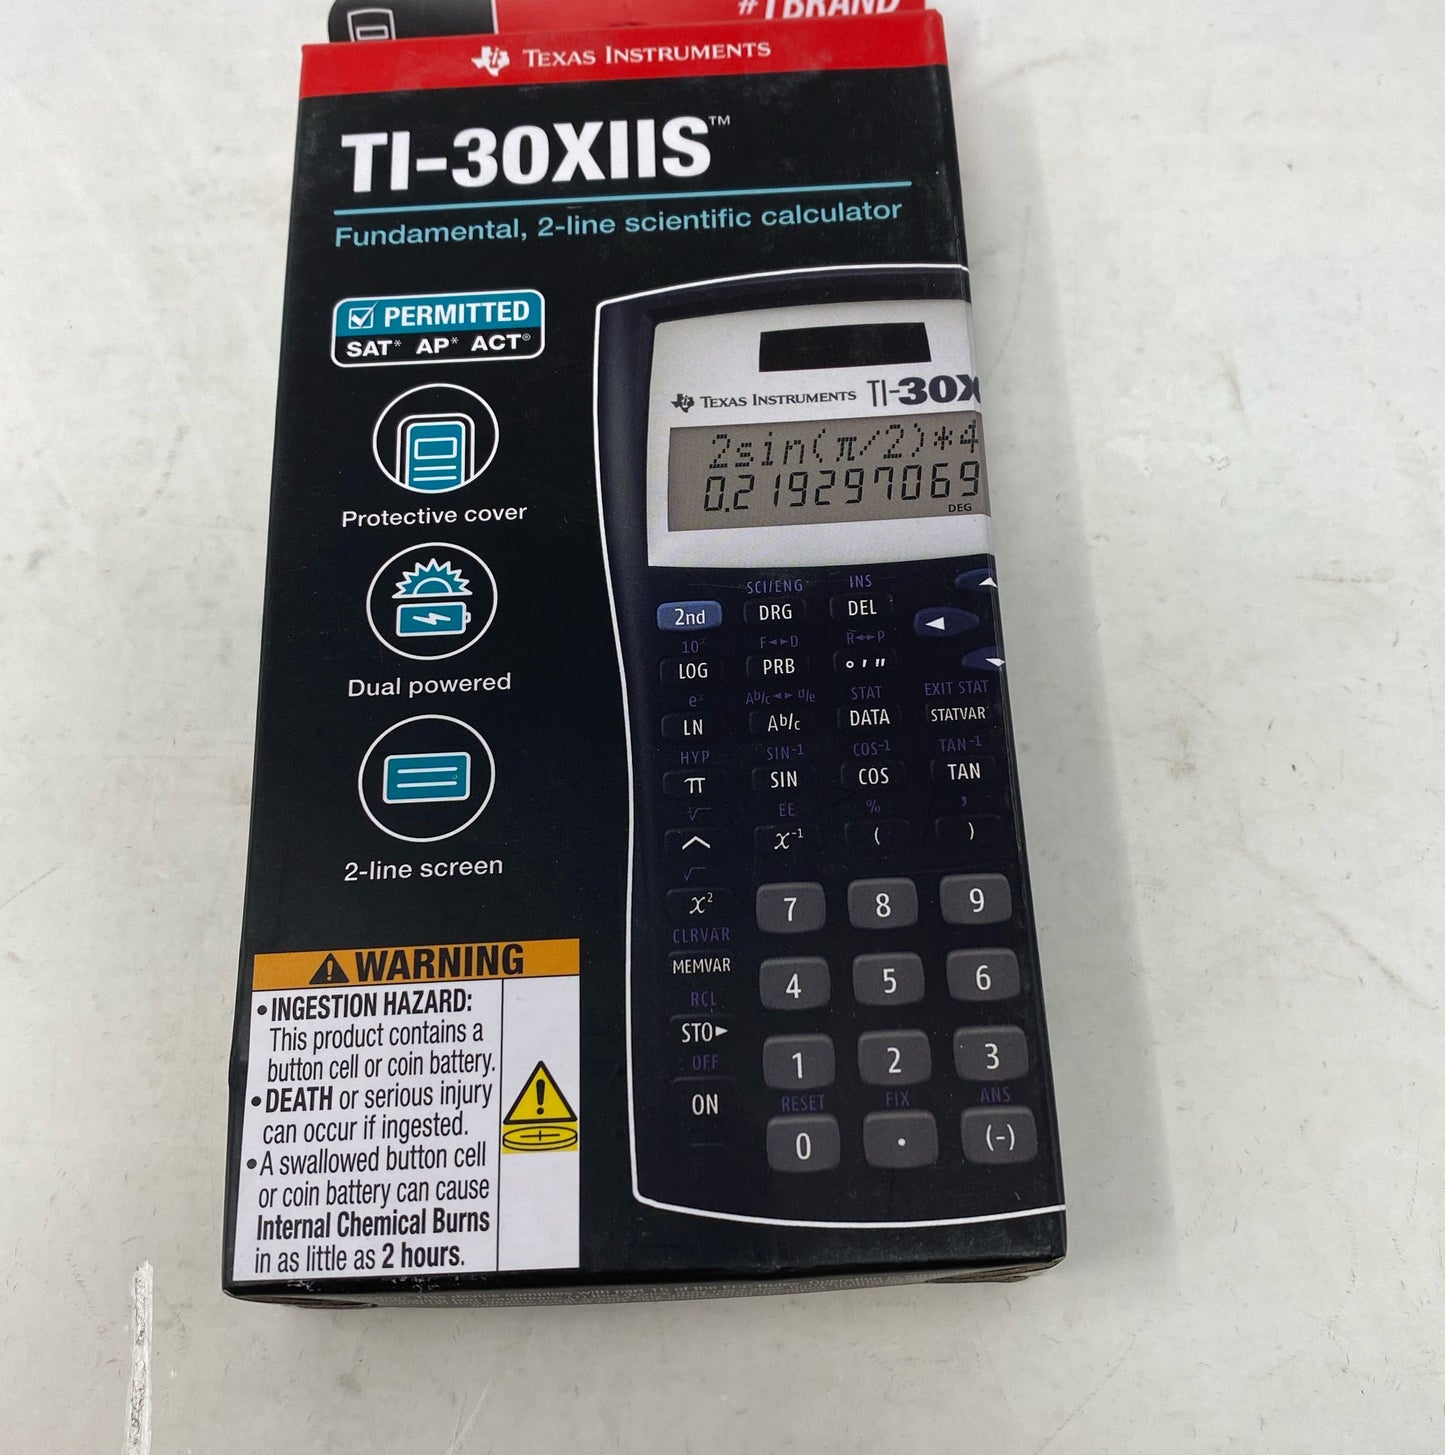 #1 BRAND
TEXAS INSTRUMENTS
TI-30XIIS™
Fundamental, 2-line scientific calculator
PERMITTED
SAT* AP* ACT®
Protective cover
Dual powered
2-line screen
WARNING
• INGESTION HAZARD:
This product contains a
button cell or coin battery.
• DEATH or serious injury
can occur if ingested.
• A swallowed button cell
or coin battery can cause
Internal Chemical Burns
in as little as 2 hours.
TEXAS INSTRUMENTS TI-30X
2sin(π/2)*4
0.219297069
DEG
SCI/ENG INS
2nd DRG DEL
10ˣ F◄►D R◄►P
LOG PRB ° ' "
eˣ Ab/c◄►d/e STAT EXIT STAT
LN Ab/c DATA STATVAR
HYP SIN⁻¹ COS⁻¹ TAN⁻¹
π SIN COS TAN
ˣ√ EE % ,
^ x⁻¹ ( )
√
x² 7 8 9
CLRVAR
MEMVAR 4 5 6
RCL
STO► 1 2 3
OFF RESET FIX ANS
ON 0 . (-)